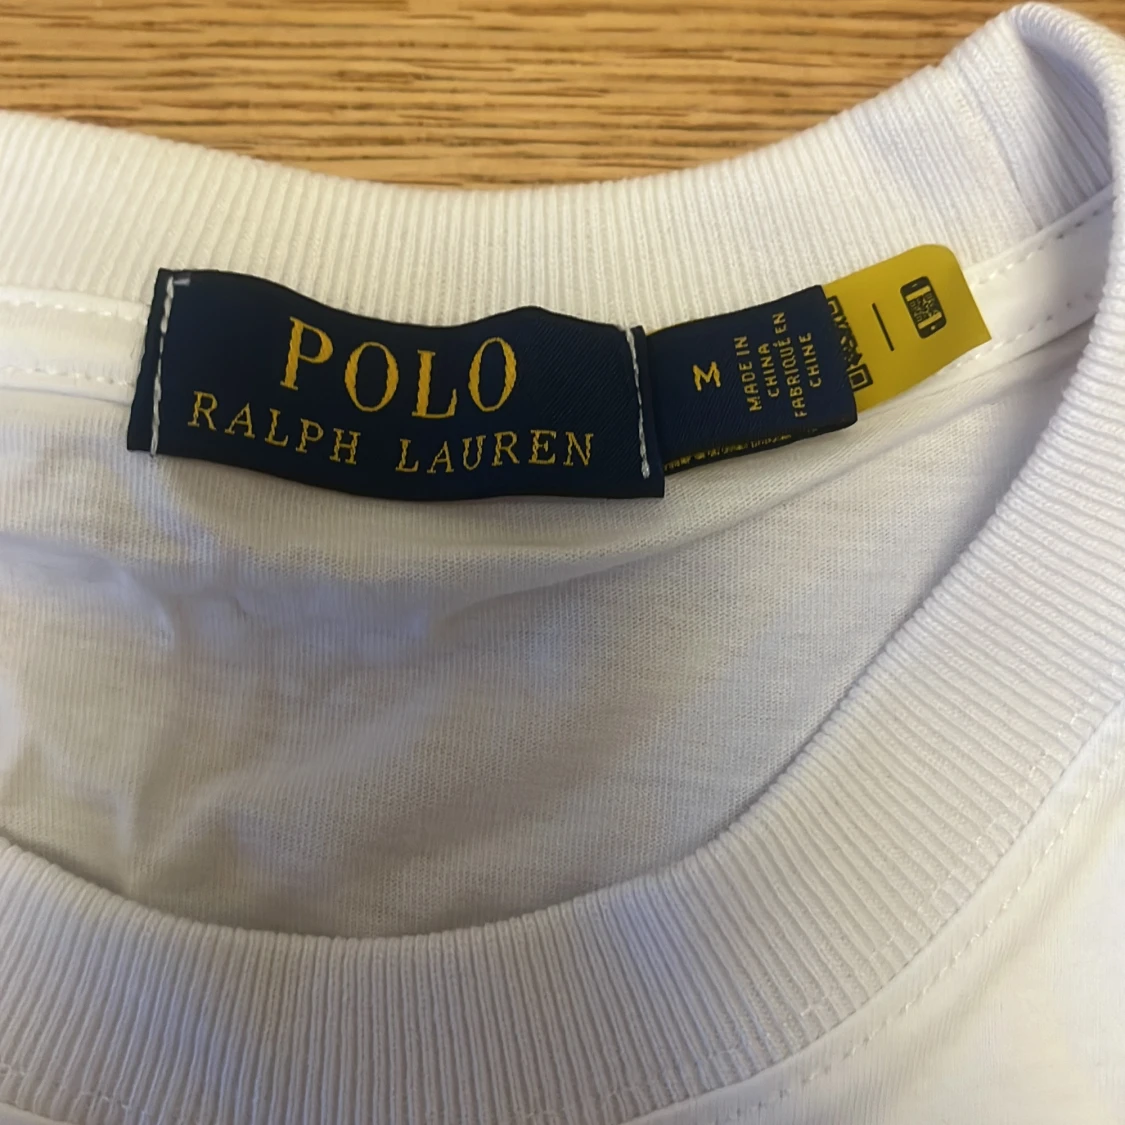 POLO
RALPH LAUREN
M
MADE IN
CHINA
FABRIQUÉ EN
CHINE